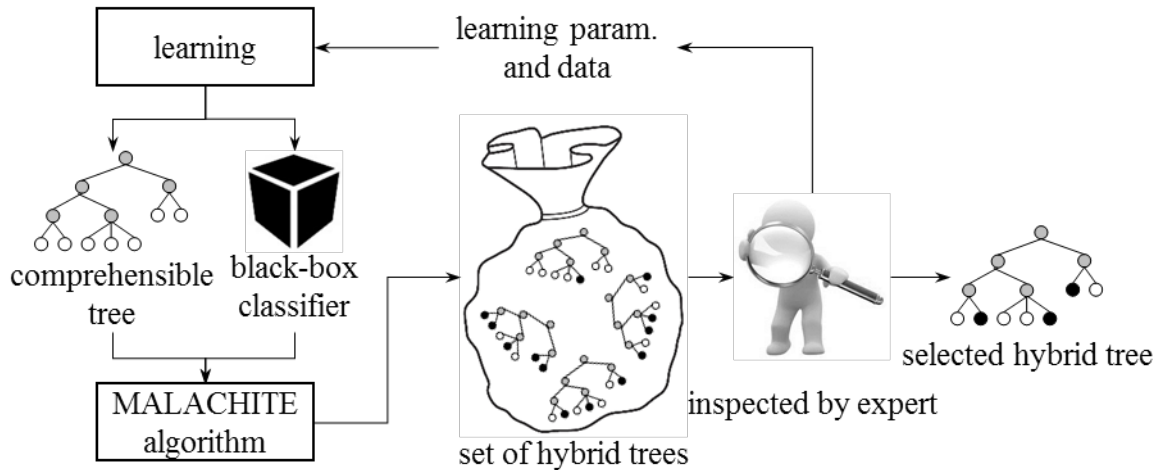 learning
learning param.
and data
comprehensible
tree
black-box
classifier
MALACHITE
algorithm
set of hybrid trees
inspected by expert
selected hybrid tree